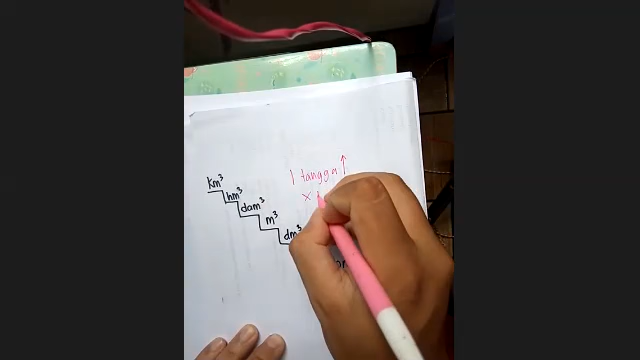 1 tangga ↑
x
km³
hm³
dam³
m³
dm³